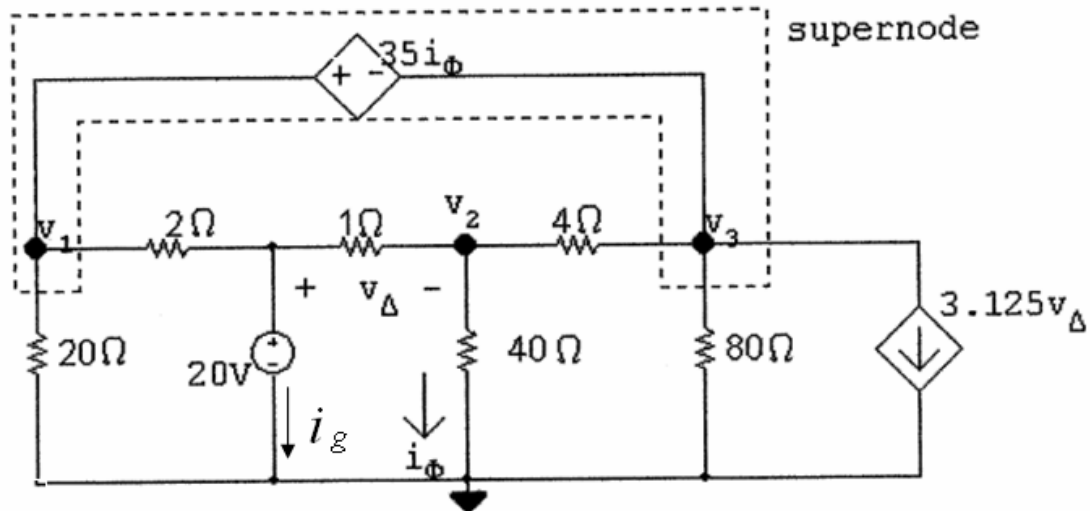 supernode
+ - 35iΦ
v1
2Ω
1Ω
v2
4Ω
v3
+ vΔ -
3.125vΔ
20Ω
20V
+
-
40Ω
80Ω
ig
iΦ